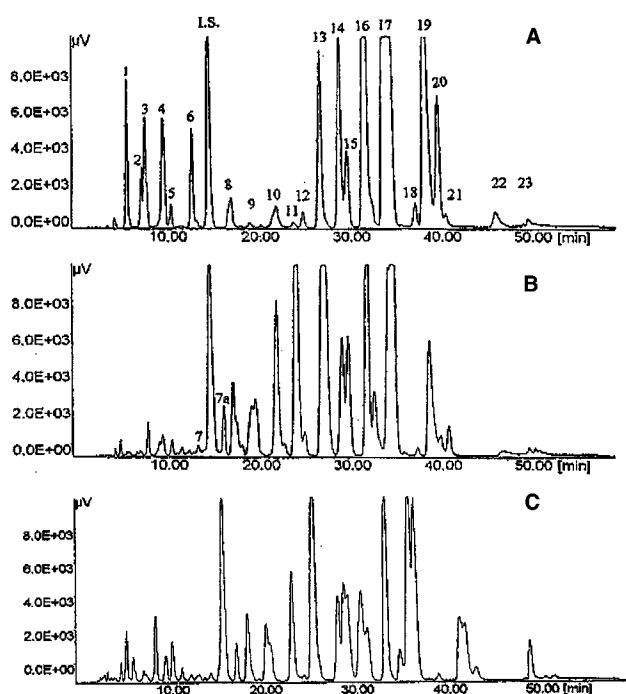 I.S. 16 17 19
µV 13 14 A
8.0E+03 1 20
6.0E+03 3 4 6
4.0E+03 2 15
2.0E+03 5 8 9 10 11 12 18 21 22 23
0.0E+00
10.00 20.00 30.00 40.00 50.00 [min]
µV
8.0E+03 B
6.0E+03
4.0E+03
2.0E+03 7 7a
0.0E+00
10.00 20.00 30.00 40.00 50.00 [min]
µV C
8.0E+03
6.0E+03
4.0E+03
2.0E+03
0.0E+00
10.00 20.00 30.00 40.00 50.00 [min]